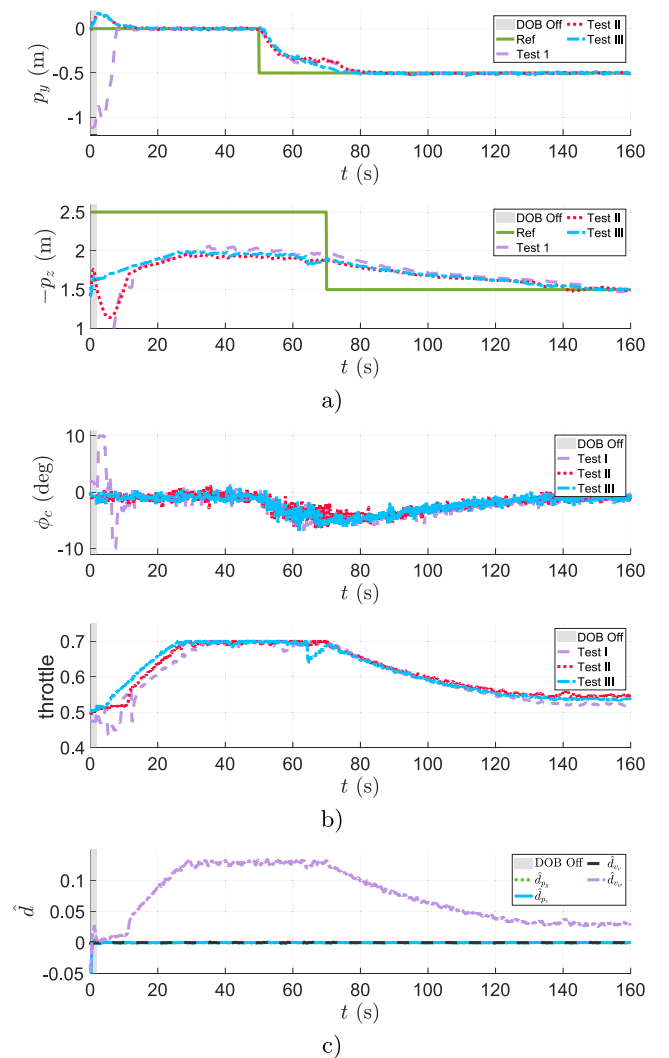 0
-0.5
-1
p_y (m)
DOB Off
Ref
Test 1
Test II
Test III
0 20 40 60 80 100 120 140 160
t (s)
2.5
2
1.5
1
-p_z (m)
DOB Off
Ref
Test 1
Test II
Test III
0 20 40 60 80 100 120 140 160
t (s)
a)
10
0
-10
ϕ_c (deg)
DOB Off
Test I
Test II
Test III
0 20 40 60 80 100 120 140 160
t (s)
0.7
0.6
0.5
0.4
throttle
DOB Off
Test I
Test II
Test III
0 20 40 60 80 100 120 140 160
t (s)
b)
0.1
0.05
0
-0.05
d̂
DOB Off
d̂_{p_y}
d̂_{p_z}
d̂_{v_v}
d̂_{v_w}
0 20 40 60 80 100 120 140 160
t (s)
c)